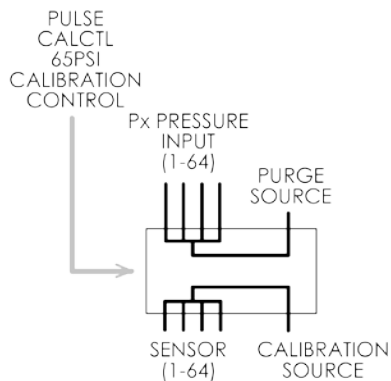 PULSE
CALCTL
65PSI
CALIBRATION
CONTROL
Px PRESSURE
INPUT
(1-64)
PURGE
SOURCE
SENSOR
(1-64)
CALIBRATION
SOURCE